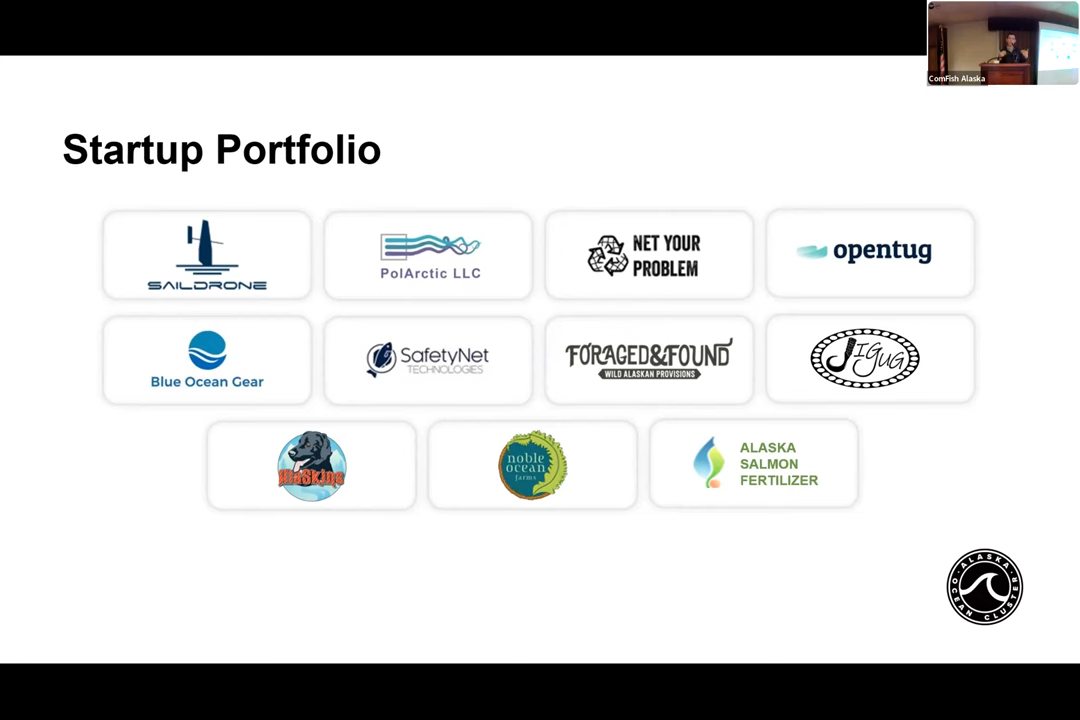 ComFish Alaska
Startup Portfolio
SAILDRONE
PolArctic LLC
NET YOUR
PROBLEM
opentug
Blue Ocean Gear
SafetyNet
TECHNOLOGIES
FORAGED&FOUND
WILD ALASKAN PROVISIONS
JIGUG
AlaSkins
noble
ocean
farms
ALASKA
SALMON
FERTILIZER
ALASKA
OCEAN CLUSTER